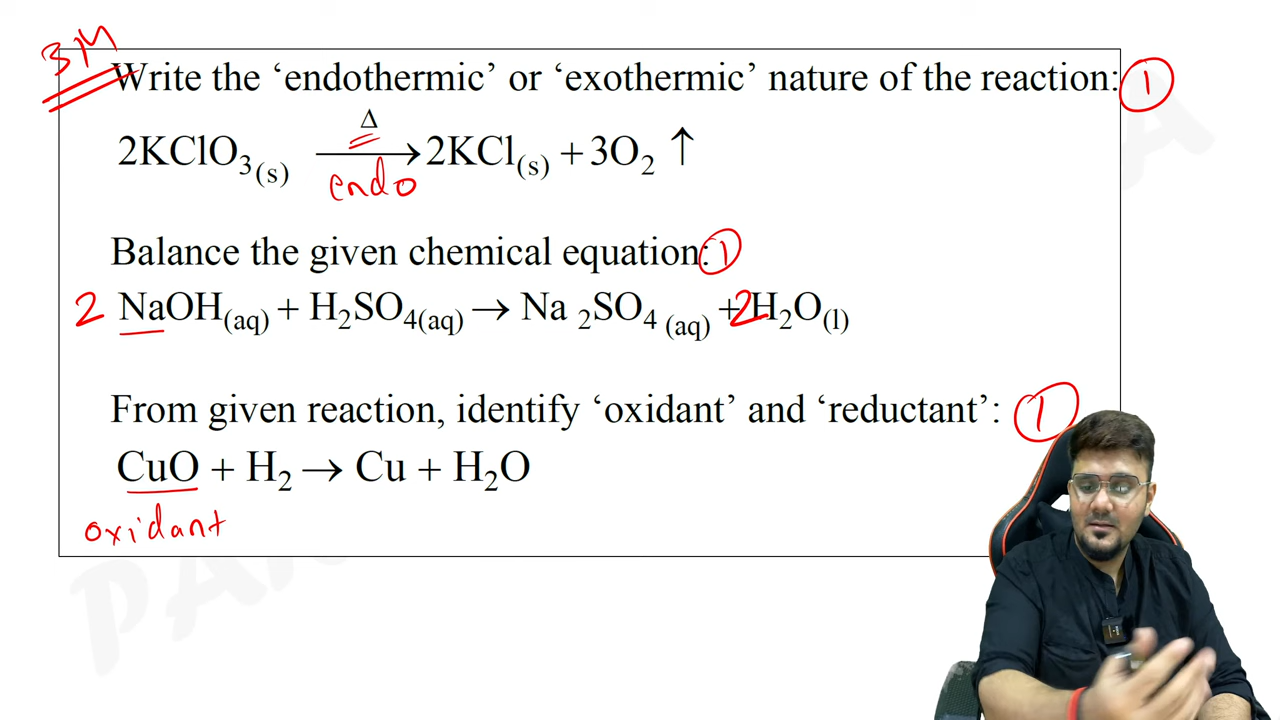 3M
Write the ‘endothermic’ or ‘exothermic’ nature of the reaction: 1
Δ
2KClO₃(s) → 2KCl(s) + 3O₂ ↑
endo
Balance the given chemical equation: 1
2 NaOH(aq) + H₂SO₄(aq) → Na ₂SO₄ (aq) + 2H₂O(l)
From given reaction, identify ‘oxidant’ and ‘reductant’: 1
CuO + H₂ → Cu + H₂O
oxidant